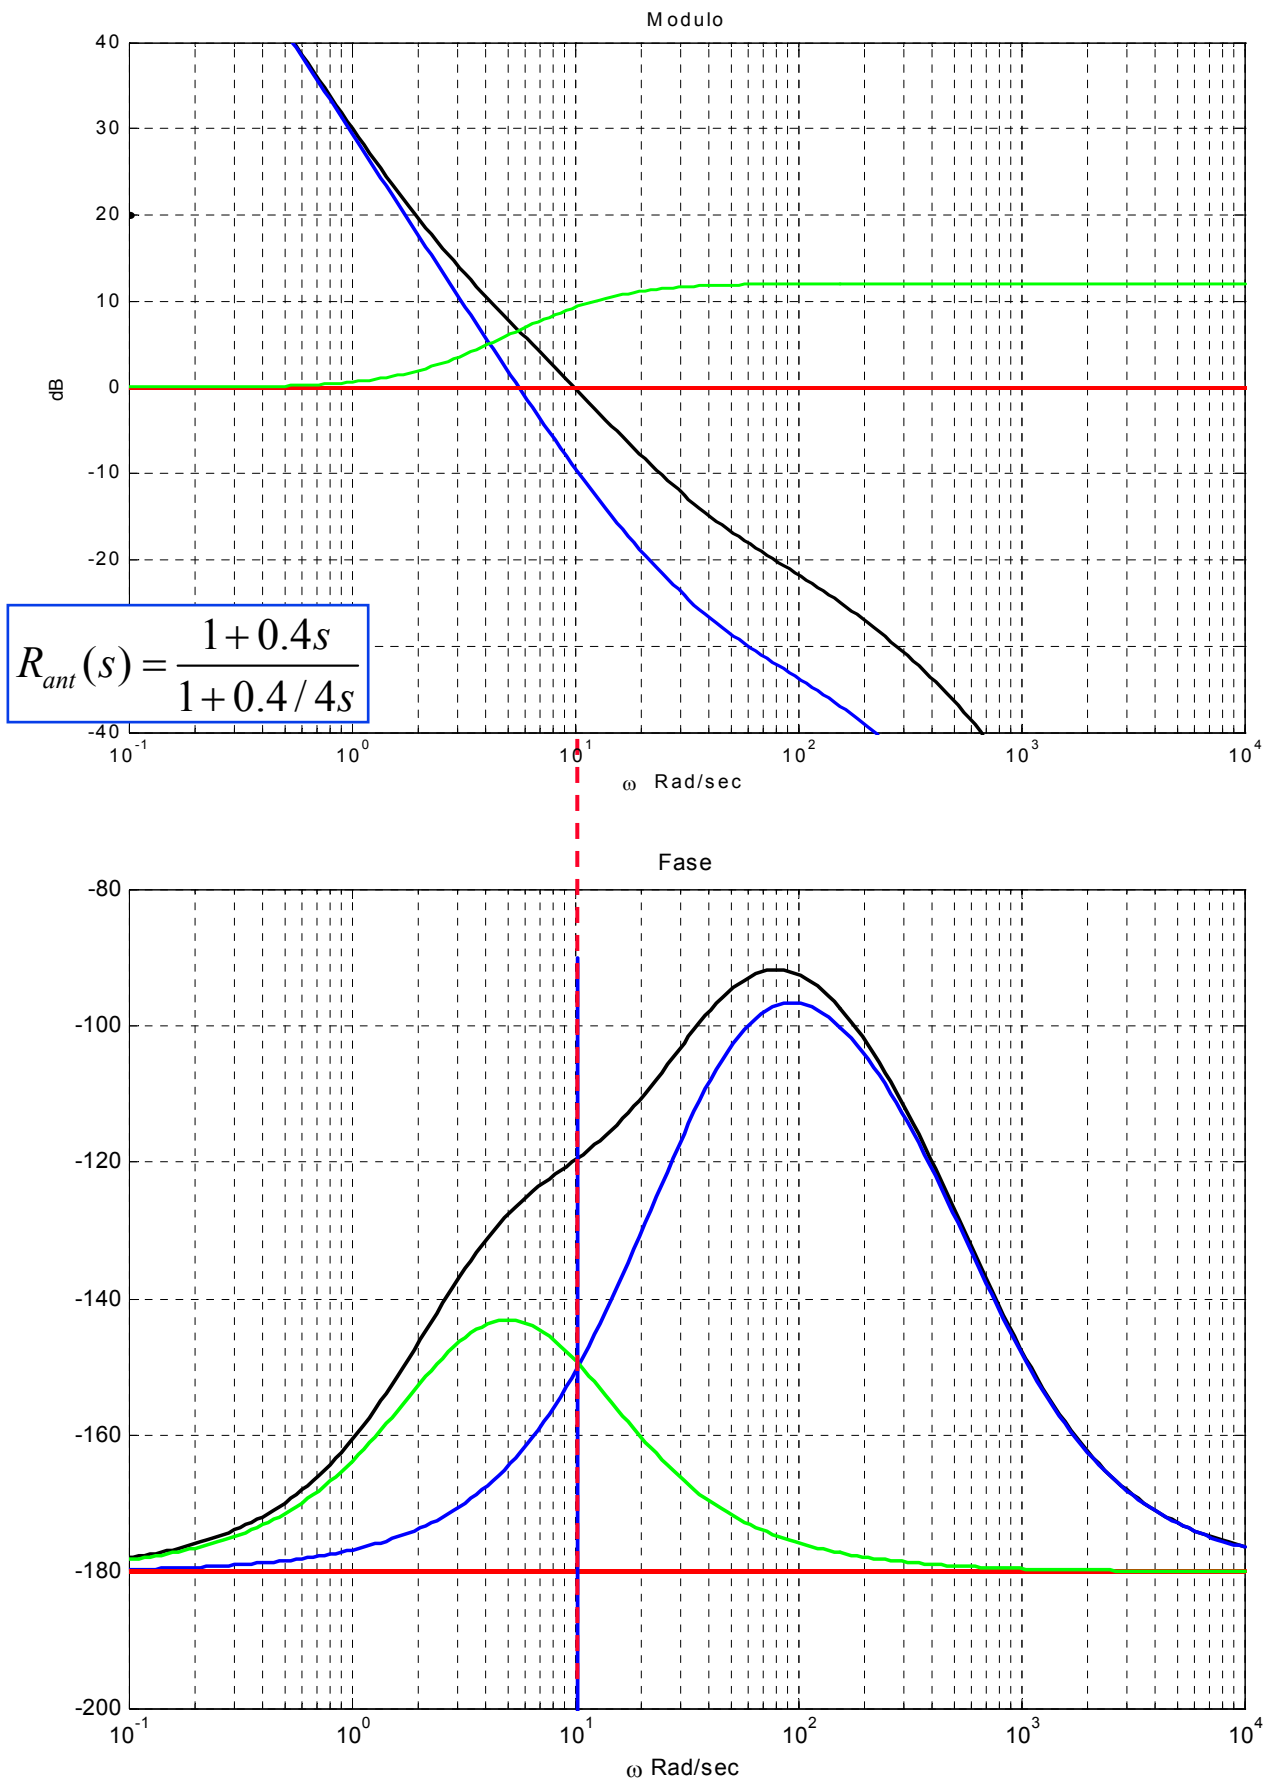 Modulo
40
30
20
10
0
-10
-20
-40
dB
R_ant(s) = (1+0.4s)/(1+0.4/4s)
10^-1 10^0 10^1 10^2 10^3 10^4
ω Rad/sec
Fase
-80
-100
-120
-140
-160
-180
-200
10^-1 10^0 10^1 10^2 10^3 10^4
ω Rad/sec